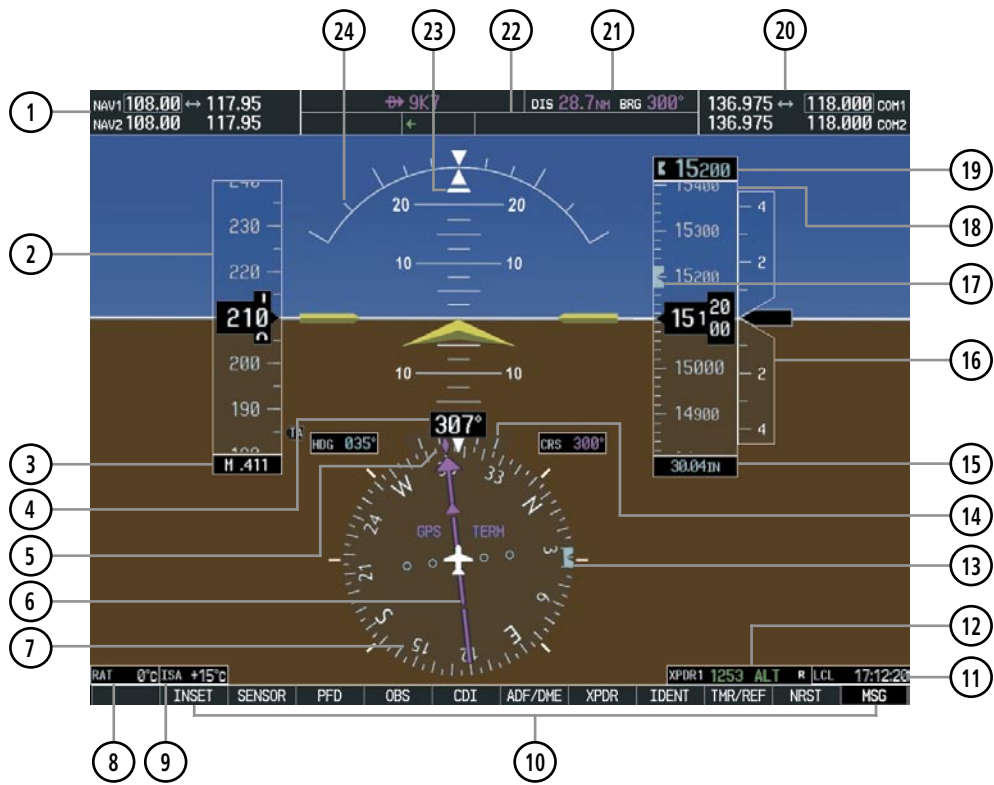 24 23 22 21 20
1 NAV1 108.00 ↔ 117.95 D 9K7 DIS 28.7NM BRG 300° 136.975 ↔ 118.000 COM1
NAV2 108.00 117.95 ← 136.975 118.000 COM2
15200 19
15400
20 20 4 18
230 15300
2 220 10 10 15200 2 17
210 151 20 00
200 10 10 15000 2 16
190 14900
307° 4
HDG 035° CRS 300°
3 M .411 30.04IN 15
4 W 33 N 14
24 GPS TERM
5 21 3 13
6 S 15 12 E 6
7 12
RAT 0°C ISA +15°C XPDR1 1253 ALT R LCL 17:12:20 11
INSET SENSOR PFD OBS CDI ADF/DME XPDR IDENT TMR/REF NRST MSG
8 9 10